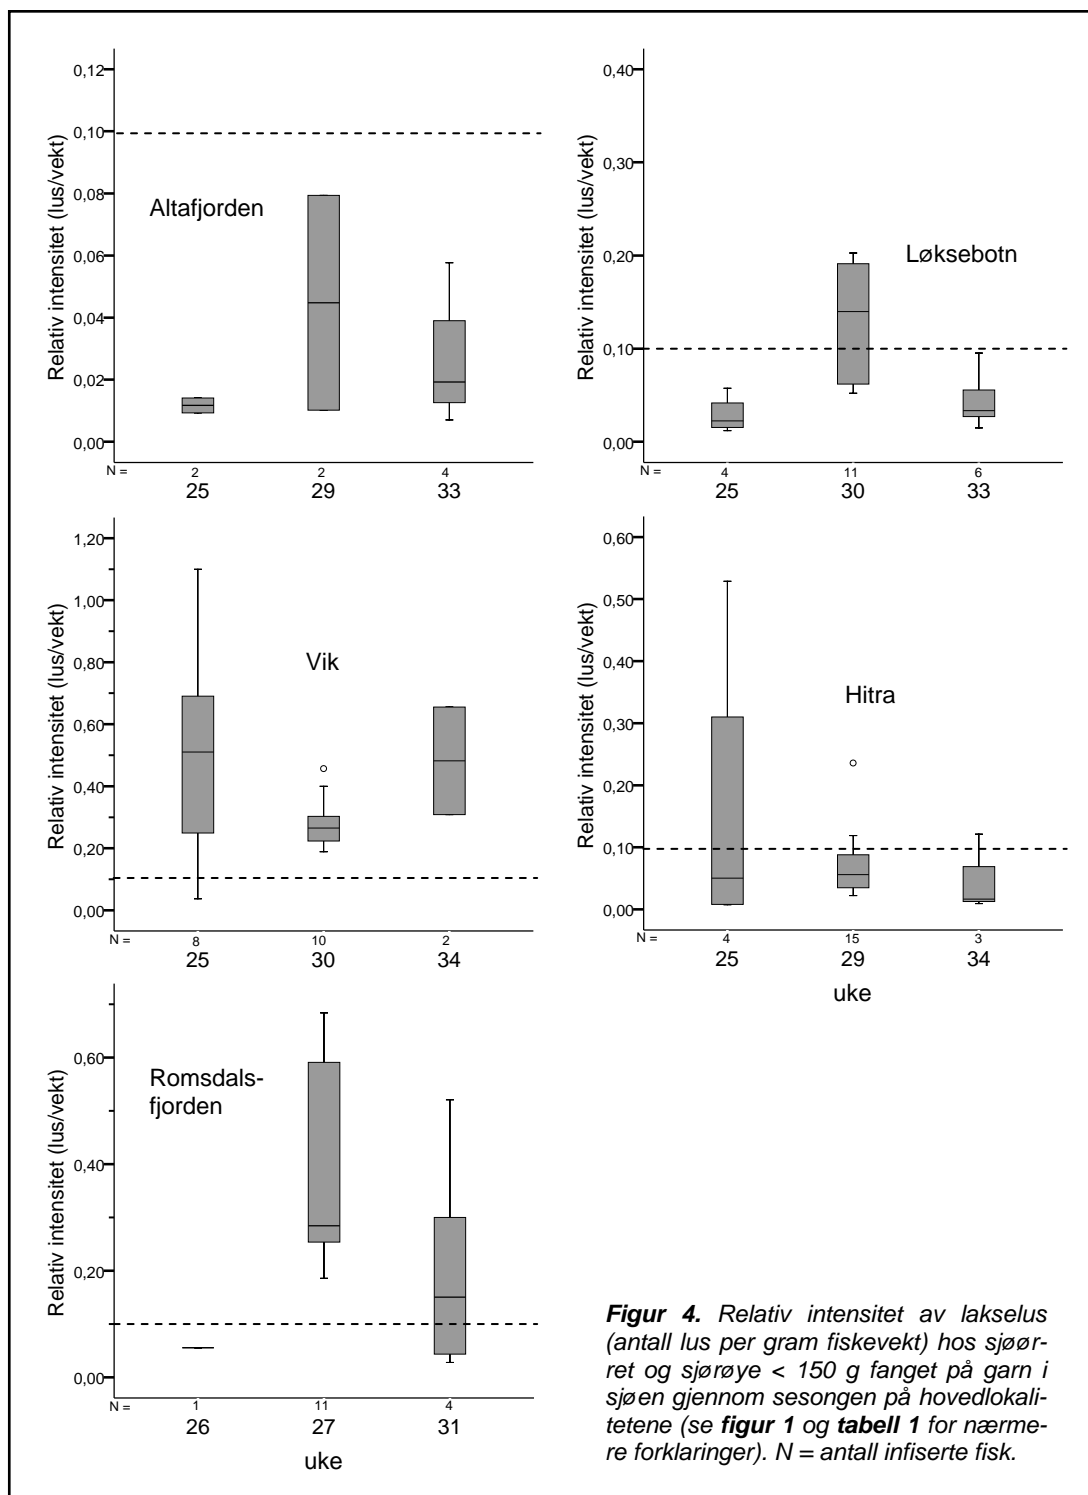 Relativ intensitet (lus/vekt)
0,12
0,10
0,08
0,06
0,04
0,02
0,00
Altafjorden
N = 2 2 4
25 29 33
Relativ intensitet (lus/vekt)
0,40
0,30
0,20
0,10
0,00
Løksebotn
N = 4 11 6
25 30 33
Relativ intensitet (lus/vekt)
1,20
1,00
0,80
0,60
0,40
0,20
0,00
Vik
N = 8 10 2
25 30 34
Relativ intensitet (lus/vekt)
0,60
0,50
0,40
0,30
0,20
0,10
0,00
Hitra
N = 4 15 3
25 29 34
uke
Relativ intensitet (lus/vekt)
0,60
0,40
0,20
0,00
Romsdals-
fjorden
N = 1 11 4
26 27 31
uke
Figur 4. Relativ intensitet av lakselus
(antall lus per gram fiskevekt) hos sjøør-
ret og sjørøye < 150 g fanget på garn i
sjøen gjennom sesongen på hovedlokali-
tetene (se figur 1 og tabell 1 for nærme-
re forklaringer). N = antall infiserte fisk.